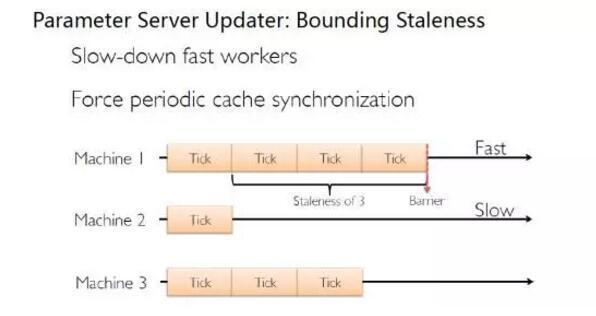 Parameter Server Updater: Bounding Staleness
Slow-down fast workers
Force periodic cache synchronization
Machine 1 Tick Tick Tick Tick Fast
Staleness of 3 Barrier
Machine 2 Tick Slow
Machine 3 Tick Tick Tick